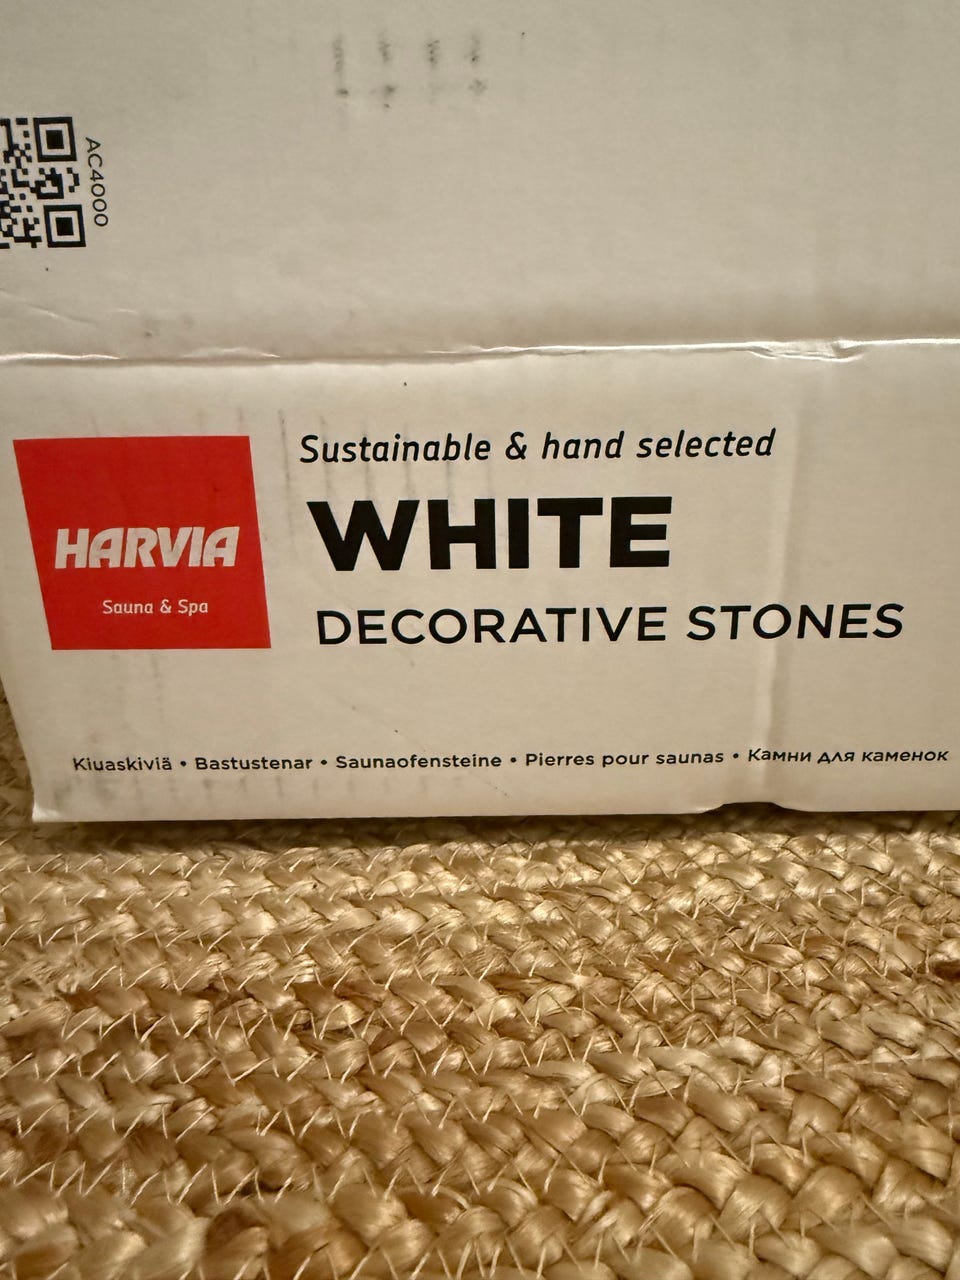 AC4000
Sustainable & hand selected
HARVIA
Sauna & Spa
WHITE
DECORATIVE STONES
Kiuaskiviä • Bastustenar • Saunaofensteine • Pierres pour saunas • Камни для каменок